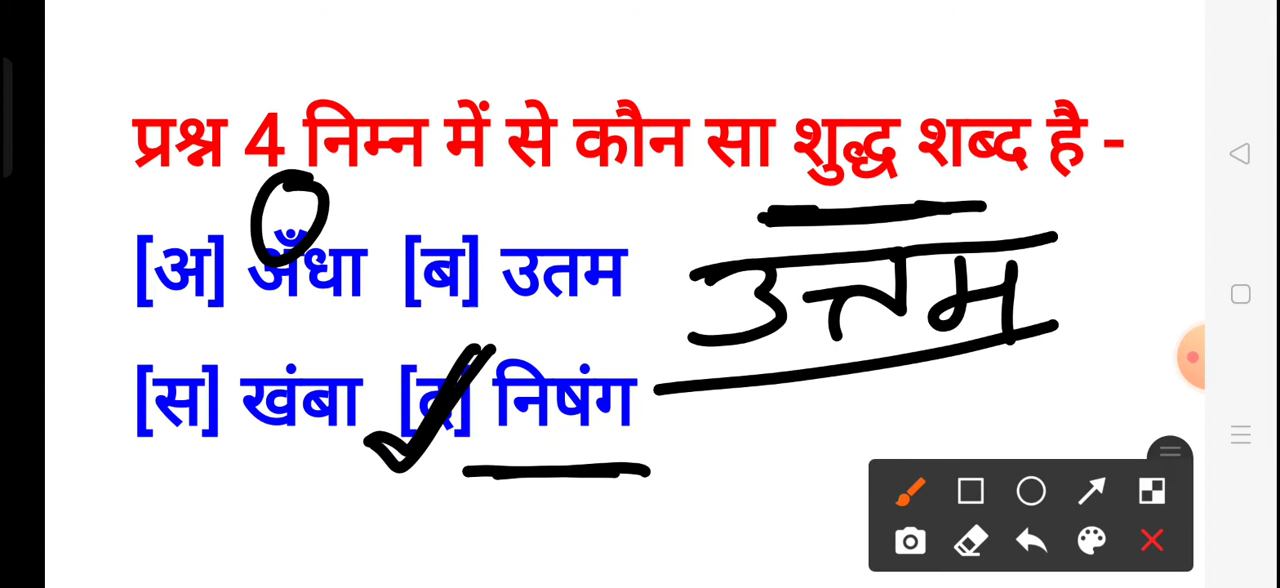 प्रश्न 4 निम्न में से कौन सा शुद्ध शब्द है -
[अ] अँधा [ब] उतम उत्तम
[स] खंबा [द] निषंग